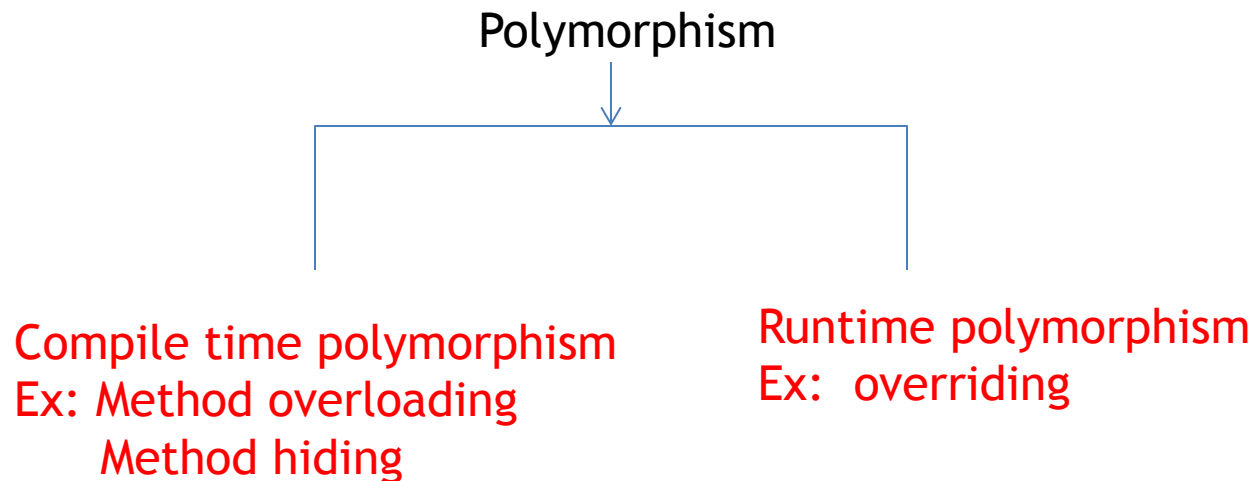 Polymorphism
Compile time polymorphism
Ex: Method overloading
Method hiding
Runtime polymorphism
Ex: overriding